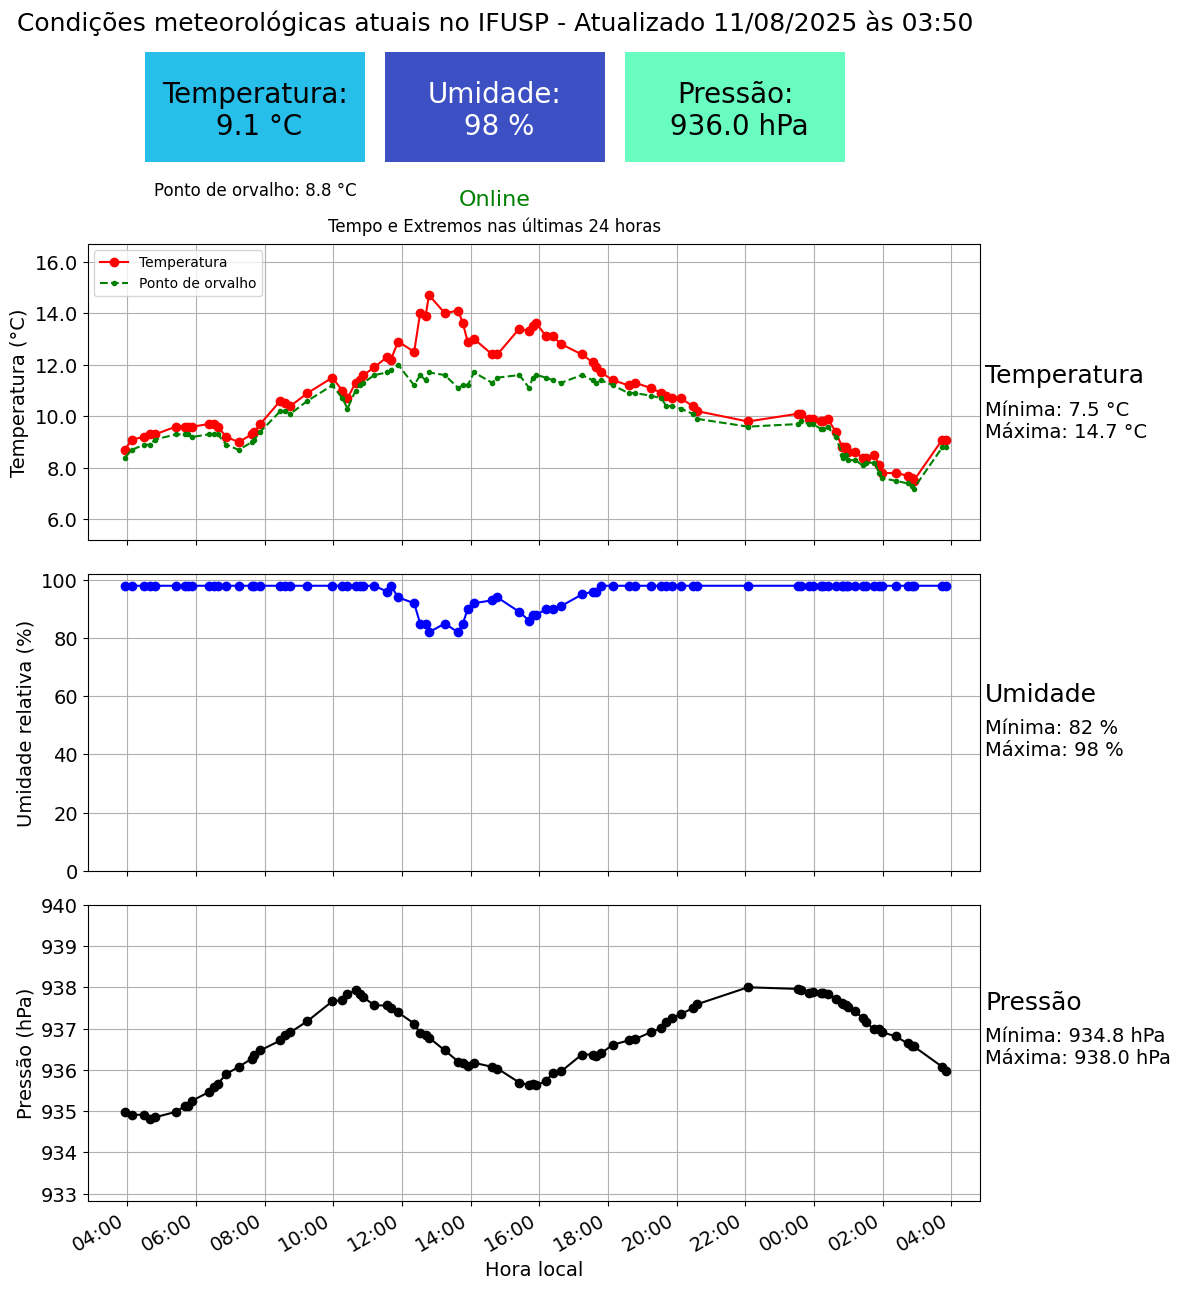 Condições meteorológicas atuais no IFUSP - Atualizado 11/08/2025 às 03:50
Temperatura:
9.1 °C
Umidade:
98 %
Pressão:
936.0 hPa
Ponto de orvalho: 8.8 °C
Online
Tempo e Extremos nas últimas 24 horas
Temperatura
Ponto de orvalho
Temperatura (°C)
16.0
14.0
12.0
10.0
8.0
6.0
Temperatura
Mínima: 7.5 °C
Máxima: 14.7 °C
Umidade relativa (%)
100
80
60
40
20
0
Umidade
Mínima: 82 %
Máxima: 98 %
Pressão (hPa)
940
939
938
937
936
935
934
933
Pressão
Mínima: 934.8 hPa
Máxima: 938.0 hPa
04:00 06:00 08:00 10:00 12:00 14:00 16:00 18:00 20:00 22:00 00:00 02:00 04:00
Hora local